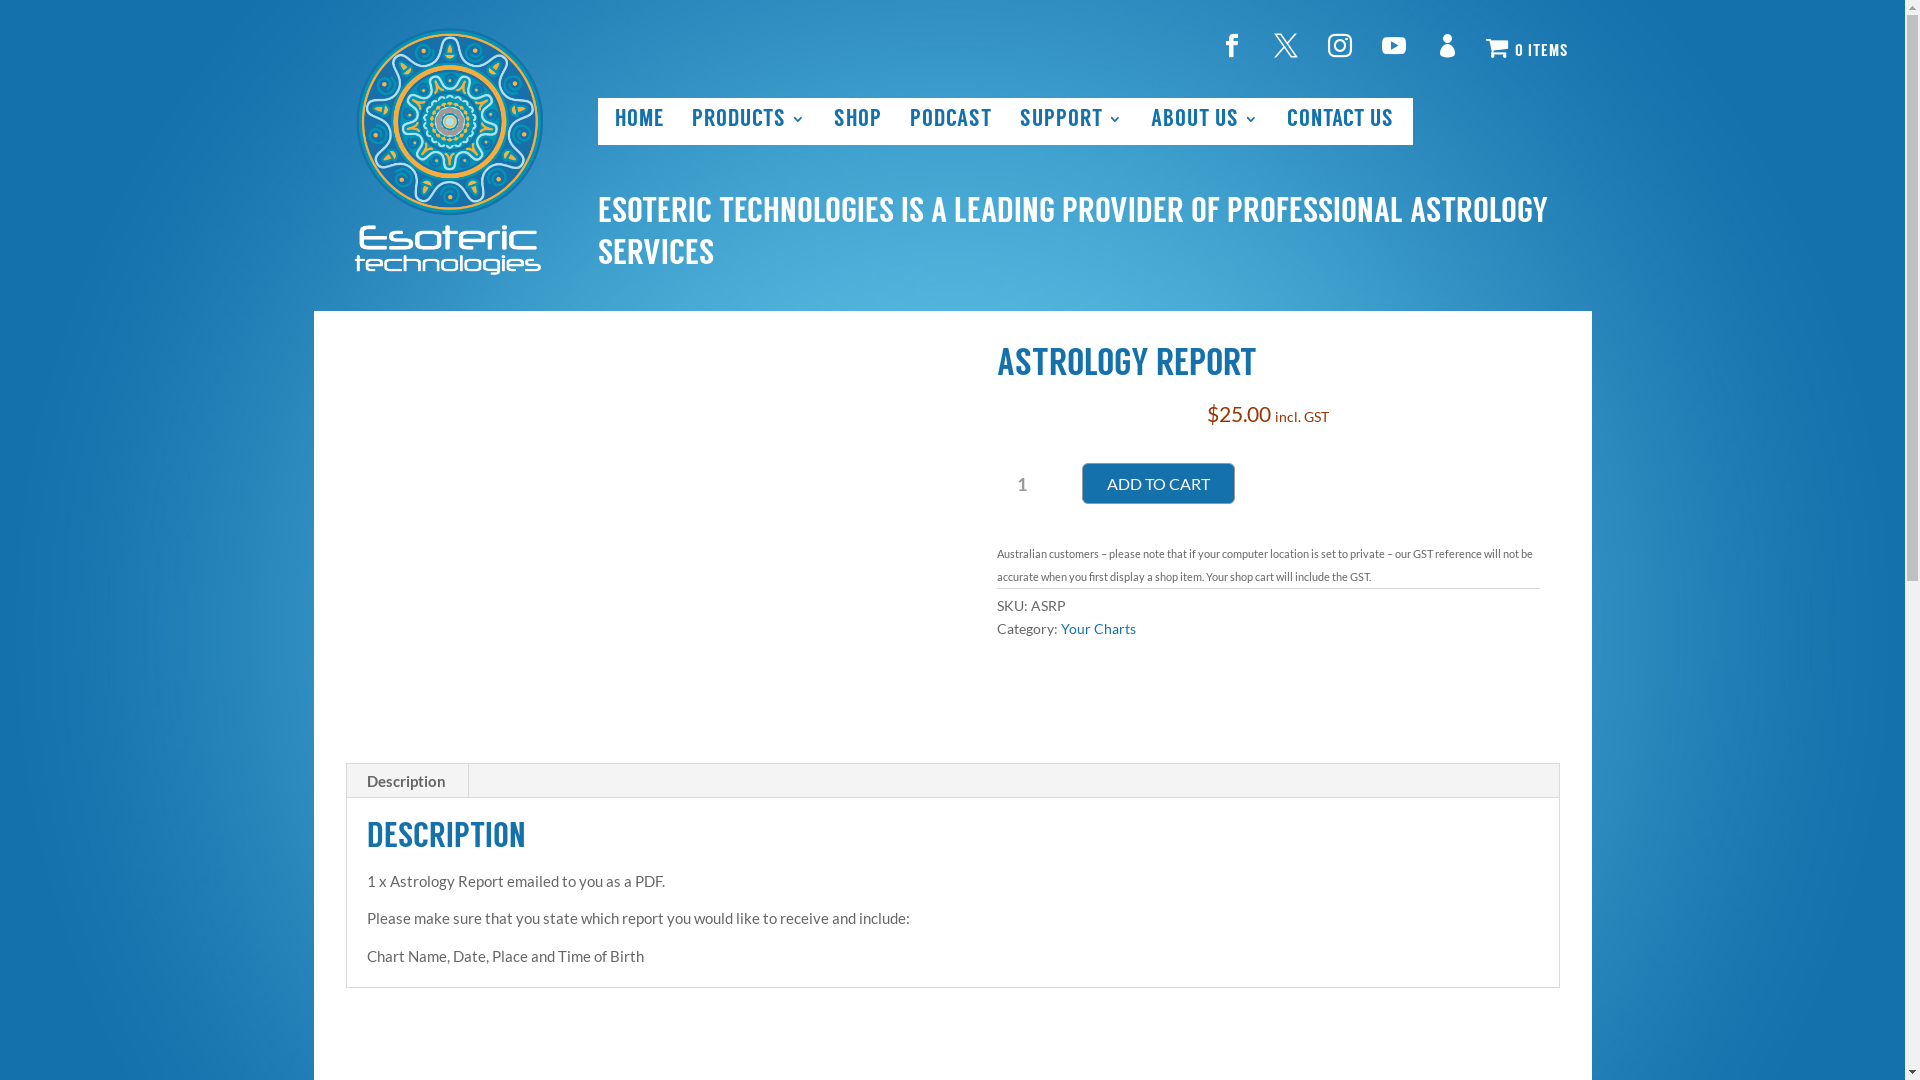 0 ITEMS
HOME PRODUCTS SHOP PODCAST SUPPORT ABOUT US CONTACT US
Esoteric
technologies
ESOTERIC TECHNOLOGIES IS A LEADING PROVIDER OF PROFESSIONAL ASTROLOGY
SERVICES
ASTROLOGY REPORT
$25.00 incl. GST
1 ADD TO CART
Australian customers – please note that if your computer location is set to private – our GST reference will not be
accurate when you first display a shop item. Your shop cart will include the GST.
SKU: ASRP
Category: Your Charts
Description
DESCRIPTION
1 x Astrology Report emailed to you as a PDF.
Please make sure that you state which report you would like to receive and include:
Chart Name, Date, Place and Time of Birth